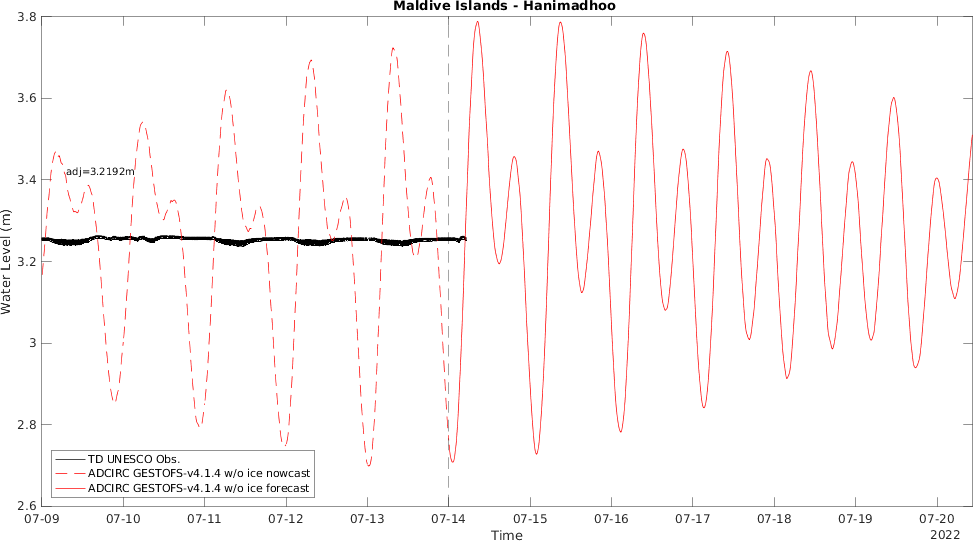 Maldive Islands - Hanimadhoo
3.8
3.6
3.4
3.2
3
2.8
2.6
Water Level (m)
adj=3.2192m
TD UNESCO Obs.
ADCIRC GESTOFS-v4.1.4 w/o ice nowcast
ADCIRC GESTOFS-v4.1.4 w/o ice forecast
07-09 07-10 07-11 07-12 07-13 07-14 07-15 07-16 07-17 07-18 07-19 07-20
Time
2022